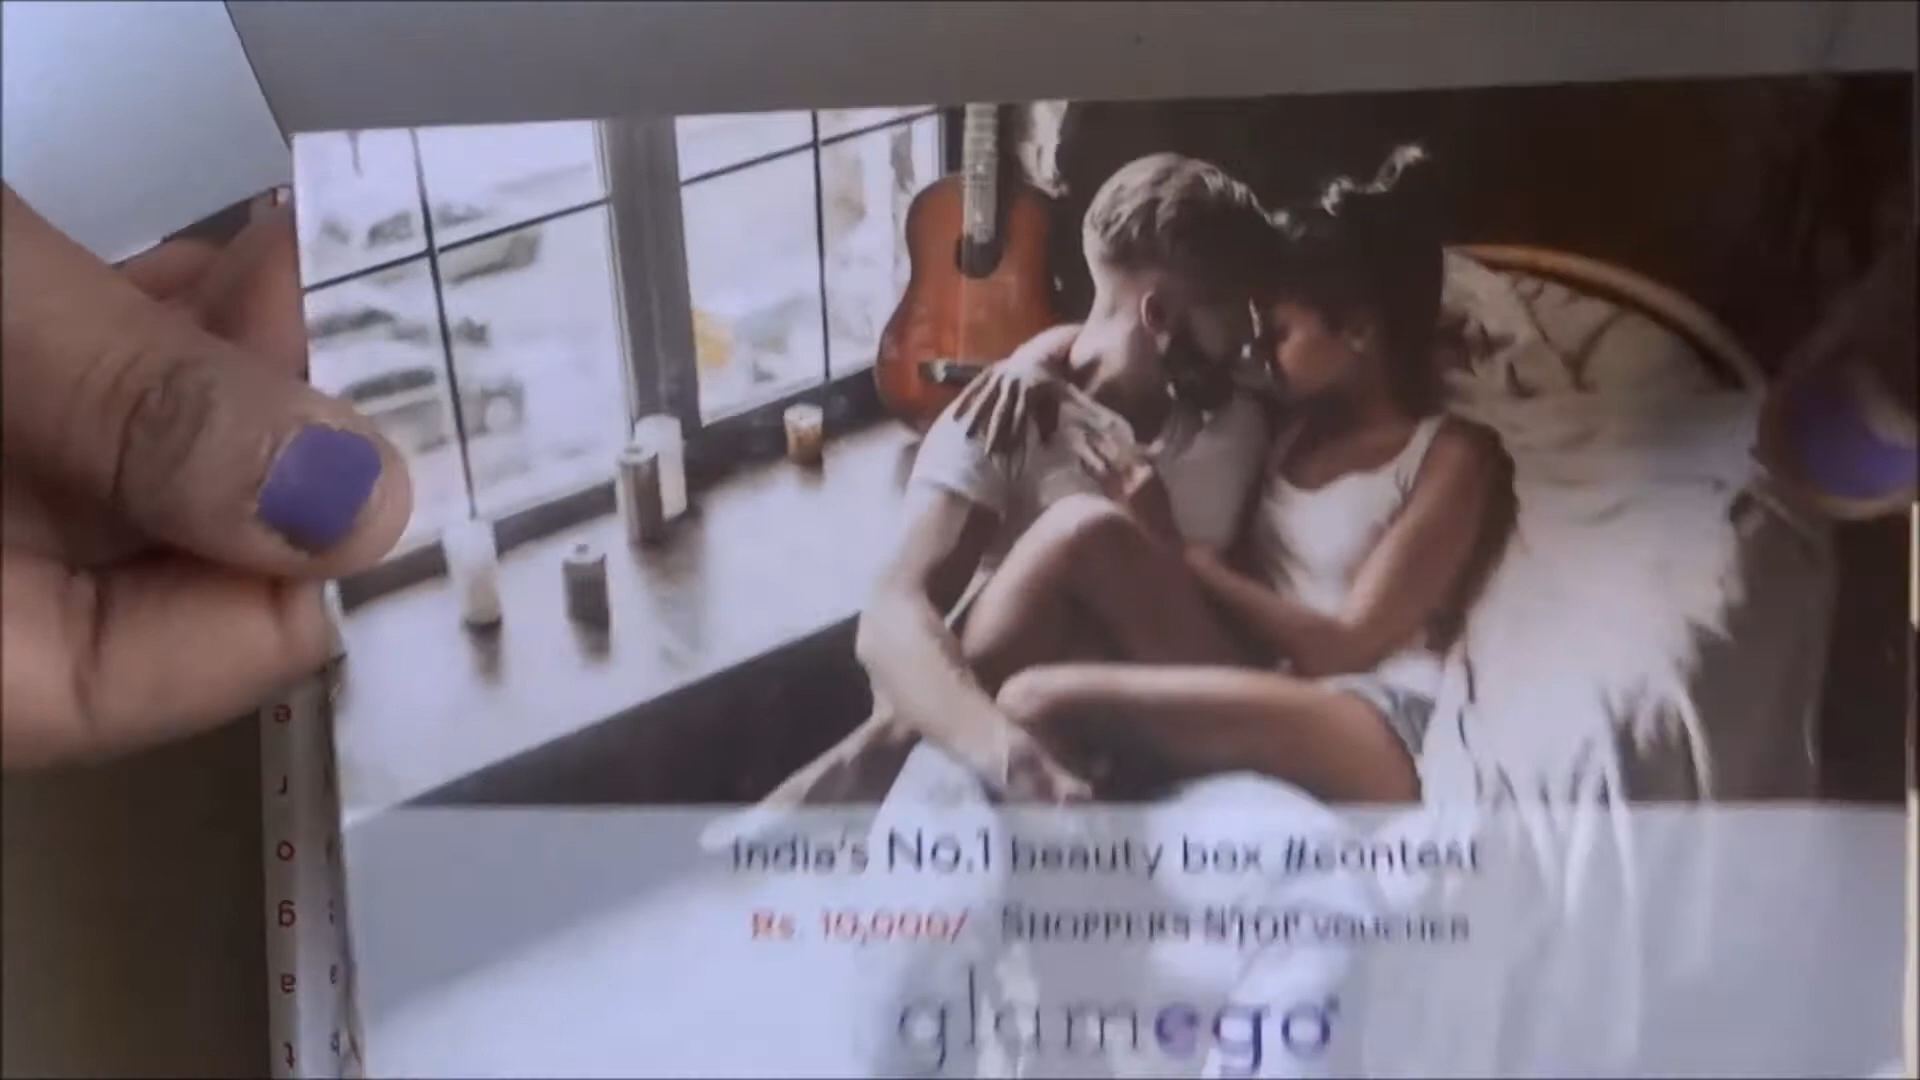 India's No.1 beauty box #contest
Rs. 10,000/- SHOPPERS STOP VOUCHER
glamego